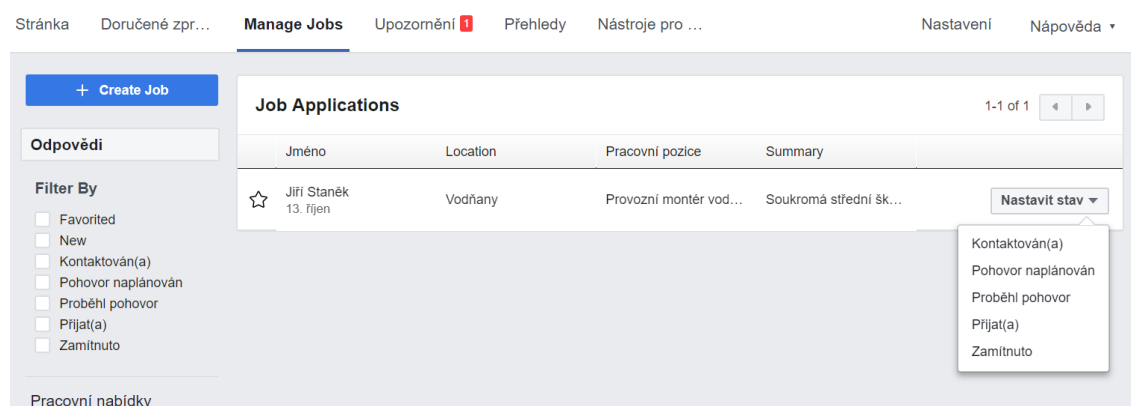 Stránka Doručené zpr… Manage Jobs Upozornění 1 Přehledy Nástroje pro … Nastavení Nápověda
+ Create Job
Odpovědi
Filter By
Favorited
New
Kontaktován(a)
Pohovor naplánován
Proběhl pohovor
Přijat(a)
Zamítnuto
Pracovní nabídky
Job Applications 1-1 of 1
Jméno Location Pracovní pozice Summary
Jiří Staněk Vodňany Provozní montér vod… Soukromá střední šk… Nastavit stav
13. říjen
Kontaktován(a)
Pohovor naplánován
Proběhl pohovor
Přijat(a)
Zamítnuto